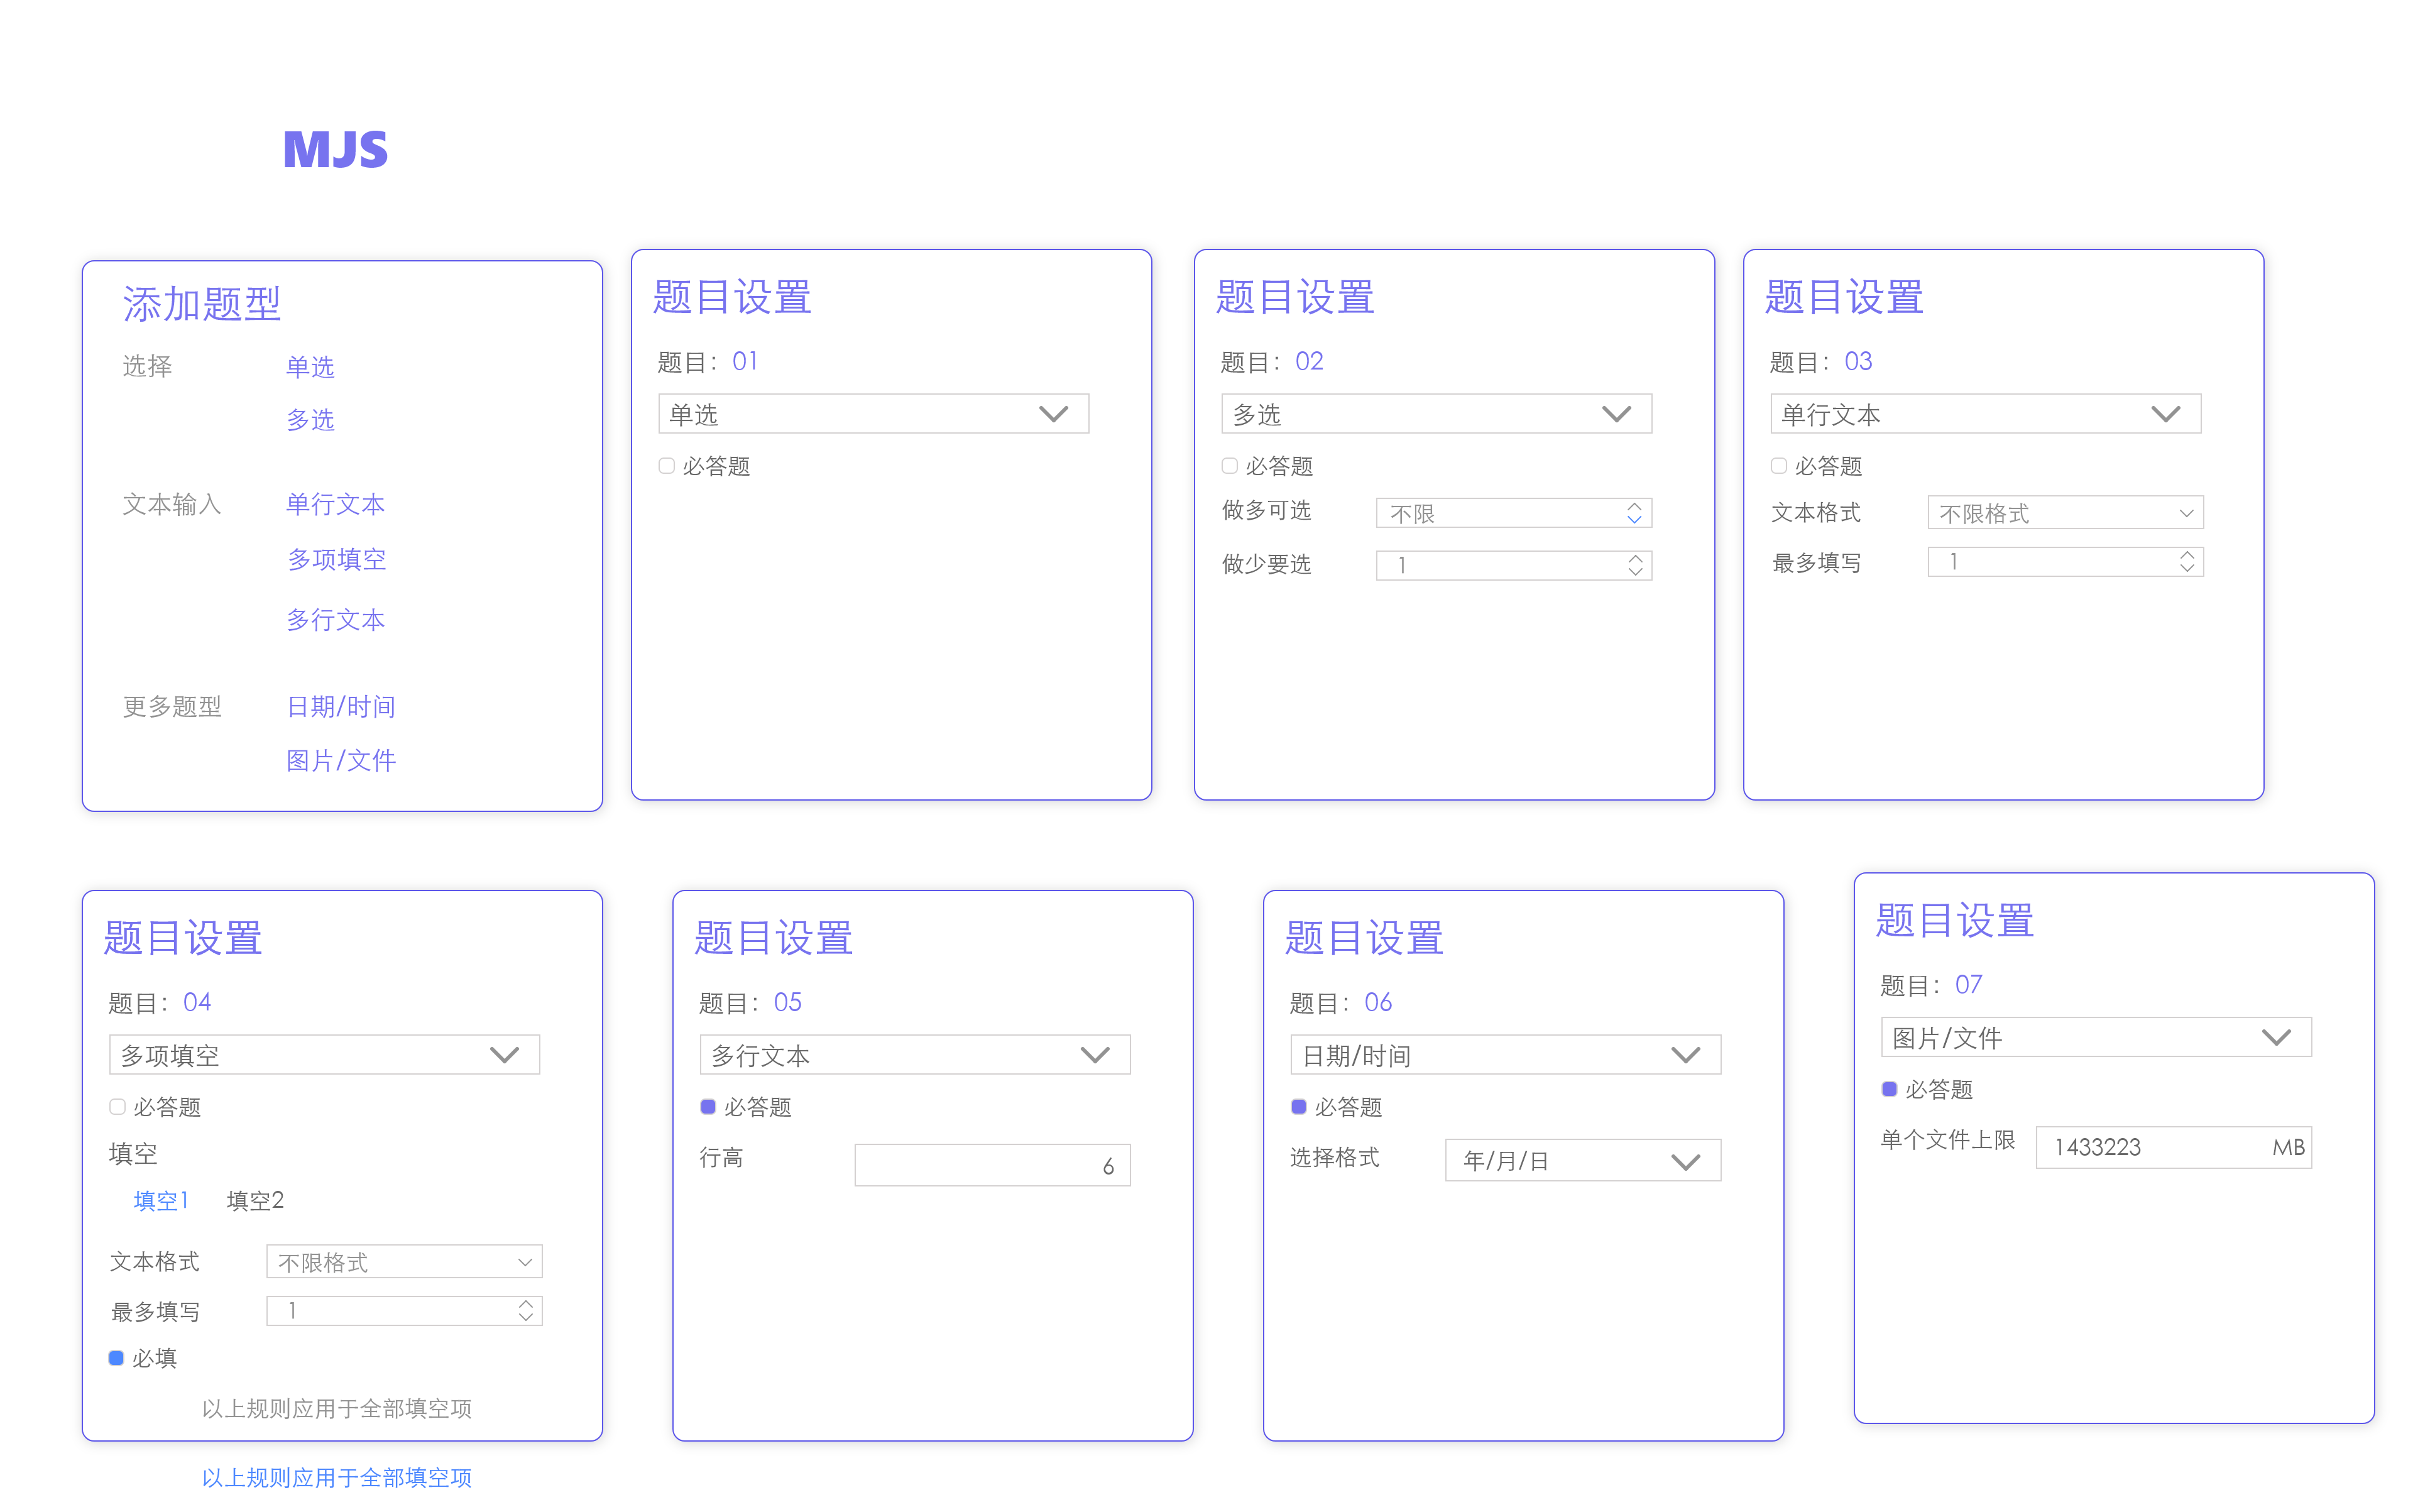 MJS
添加题型
选择 单选
多选
文本输入 单行文本
多项填空
多行文本
更多题型 日期/时间
图片/文件
题目设置
题目：01
单选
必答题
题目设置
题目：02
多选
必答题
做多可选 不限
做少要选 1
题目设置
题目：03
单行文本
必答题
文本格式 不限格式
最多填写 1
题目设置
题目：04
多项填空
必答题
填空
填空1 填空2
文本格式 不限格式
最多填写 1
必填
以上规则应用于全部填空项
以上规则应用于全部填空项
题目设置
题目：05
多行文本
必答题
行高 6
题目设置
题目：06
日期/时间
必答题
选择格式 年/月/日
题目设置
题目：07
图片/文件
必答题
单个文件上限 1433223 MB